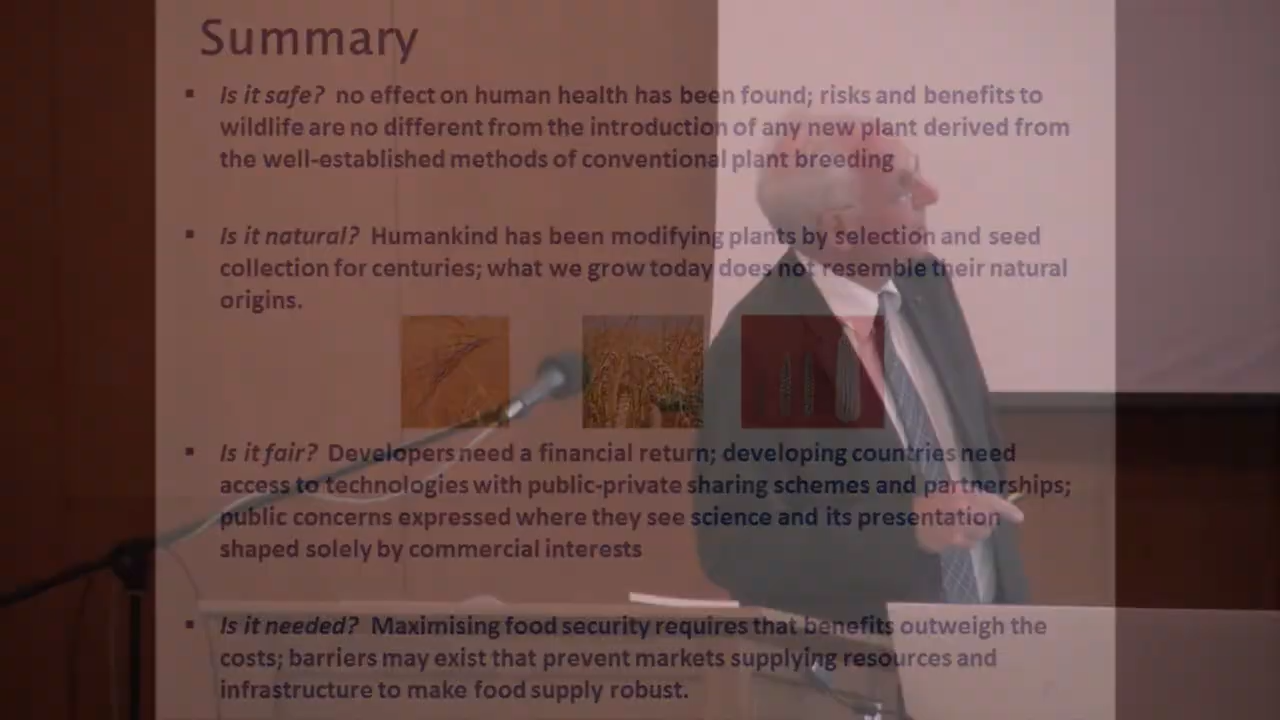 Summary
▪ Is it safe? no effect on human health has been found; risks and benefits to
wildlife are no different from the introduction of any new plant derived from
the well-established methods of conventional plant breeding
▪ Is it natural? Humankind has been modifying plants by selection and seed
collection for centuries; what we grow today does not resemble their natural
origins.
▪ Is it fair? Developers need a financial return; developing countries need
access to technologies with public-private sharing schemes and partnerships;
public concerns expressed where they see science and its presentation
shaped solely by commercial interests
▪ Is it needed? Maximising food security requires that benefits outweigh the
costs; barriers may exist that prevent markets supplying resources and
infrastructure to make food supply robust.